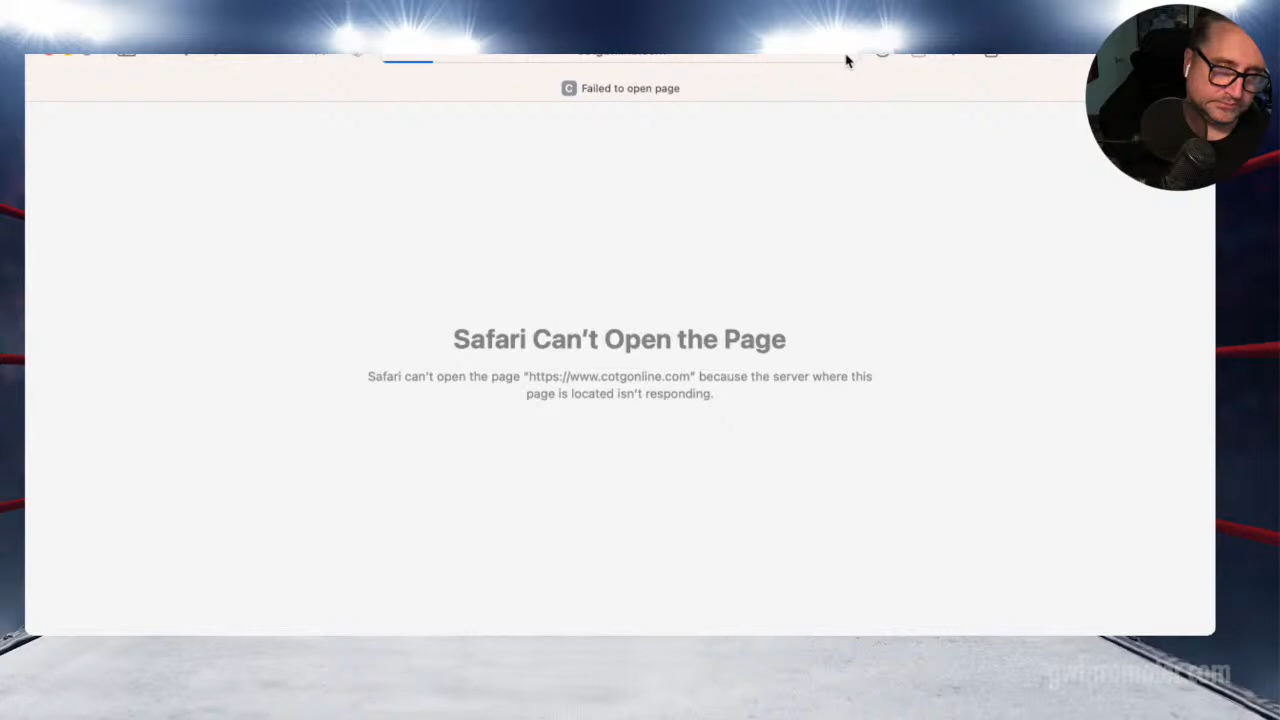 C Failed to open page
Safari Can't Open the Page
Safari can't open the page "https://www.cotgonline.com" because the server where this
page is located isn't responding.